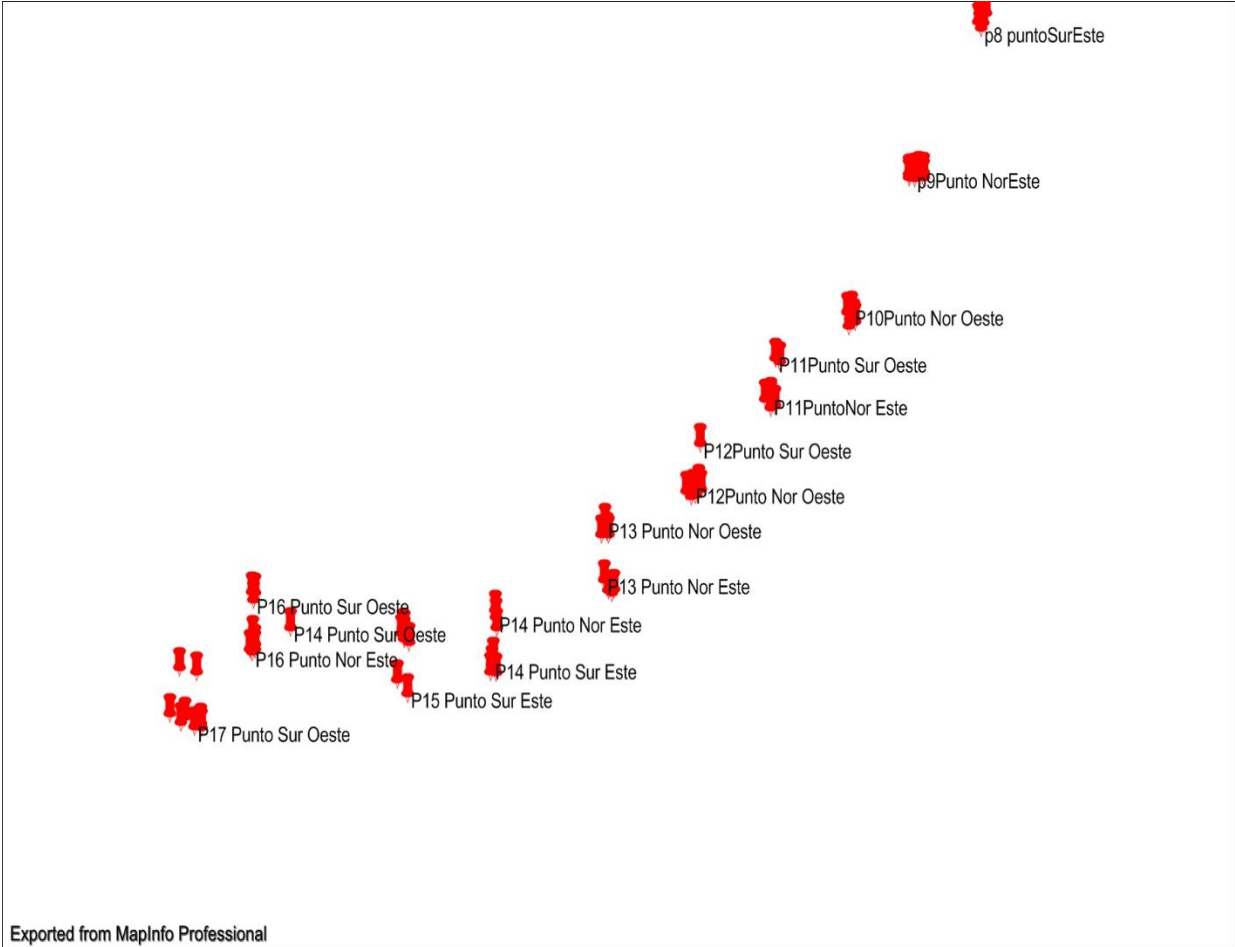 p8 puntoSurEste
p9Punto NorEste
P10Punto Nor Oeste
P11Punto Sur Oeste
P11PuntoNor Este
P12Punto Sur Oeste
P12Punto Nor Oeste
P13 Punto Nor Oeste
P13 Punto Nor Este
P16 Punto Sur Oeste
P14 Punto Nor Este
P14 Punto Sur Oeste
P16 Punto Nor Este
P14 Punto Sur Este
P15 Punto Sur Este
P17 Punto Sur Oeste
Exported from MapInfo Professional